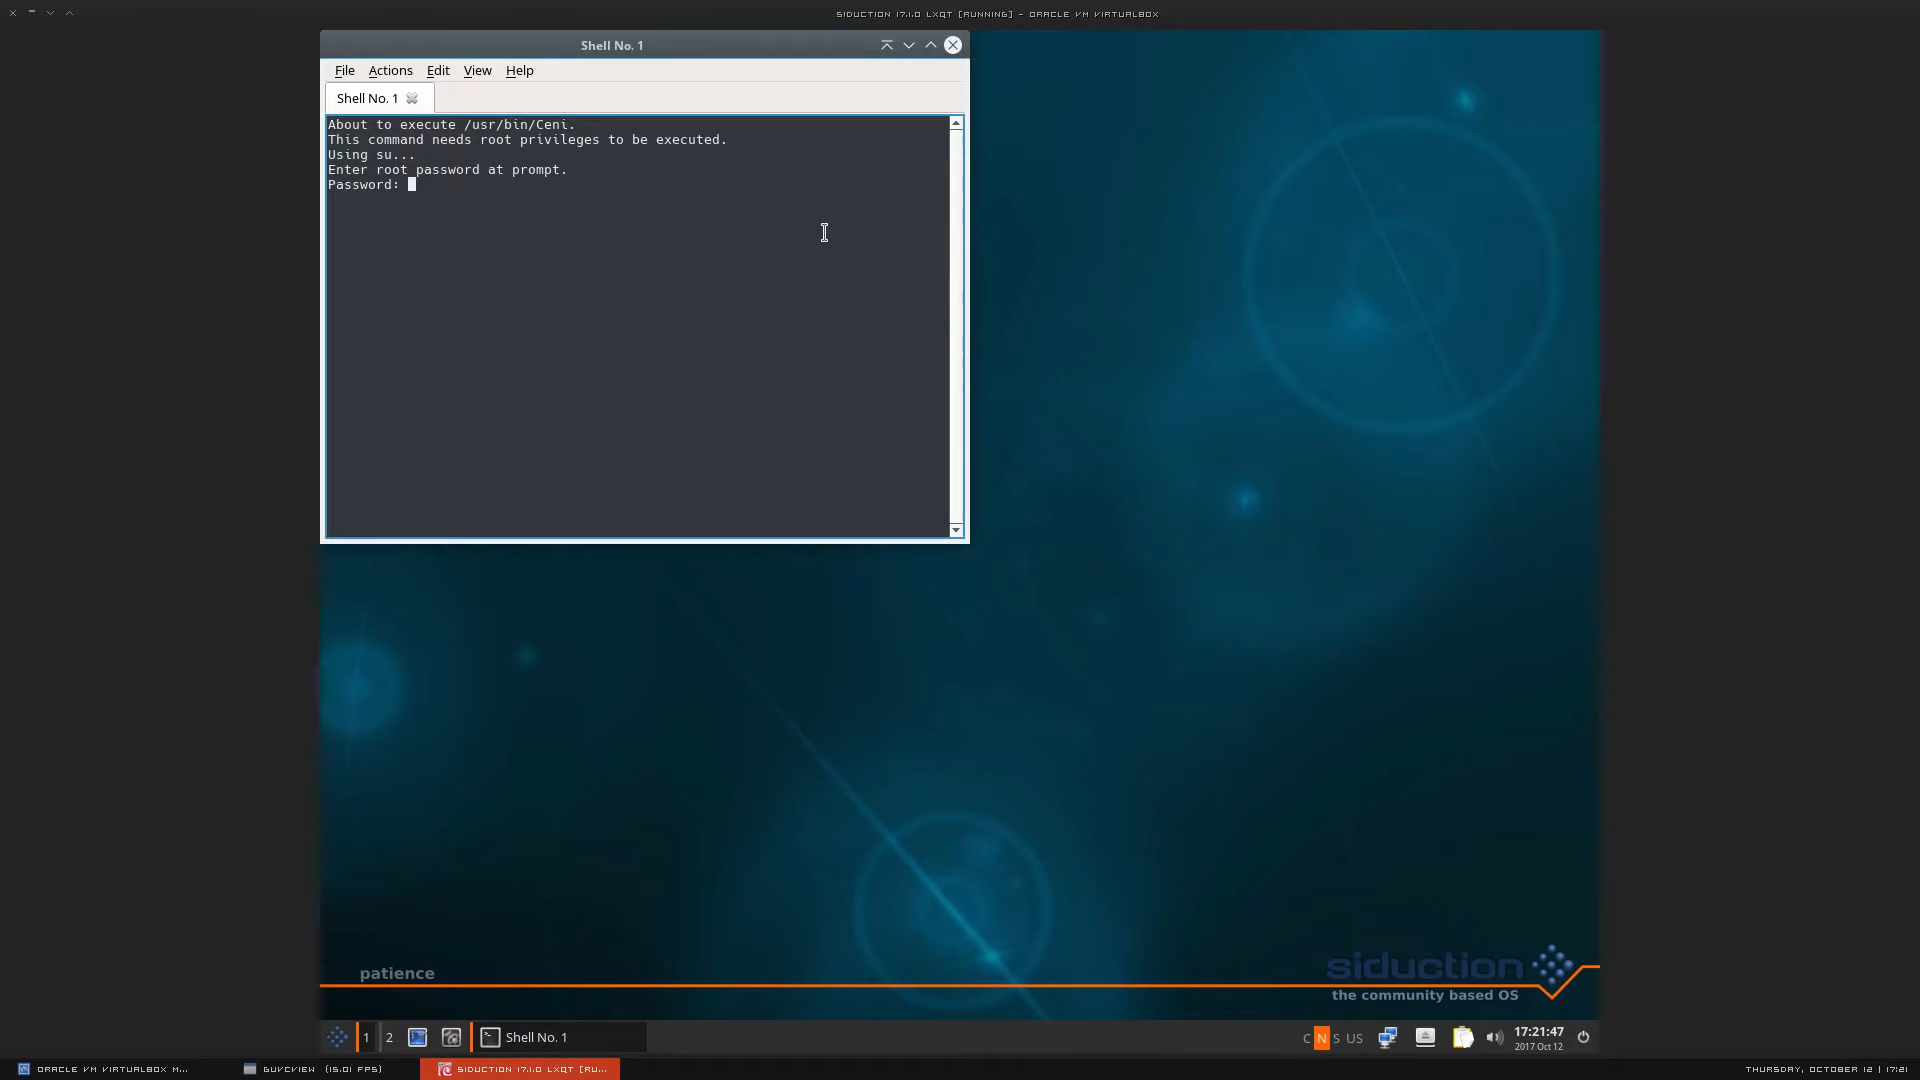 SIDUCTION 17.1.0 LXQT [RUNNING] - ORACLE VM VIRTUALBOX
Shell No. 1
File Actions Edit View Help
Shell No. 1
About to execute /usr/bin/Ceni.
This command needs root privileges to be executed.
Using su...
Enter root password at prompt.
Password:
patience
siduction
the community based OS
1 2 Shell No. 1 C N S US 17:21:47
2017 Oct 12
ORACLE VM VIRTUALBOX M... GUVCVIEW (15.01 FPS) SIDUCTION 17.1.0 LXQT [RU... THURSDAY, OCTOBER 12 | 17:21